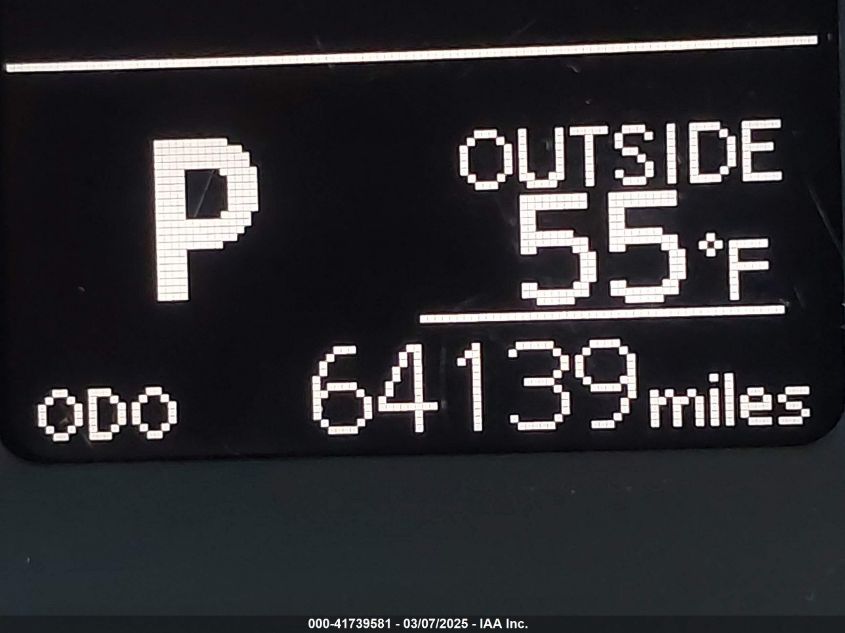 P
OUTSIDE
55°F
ODO 64139 miles
000-41739581 - 03/07/2025 - IAA Inc.